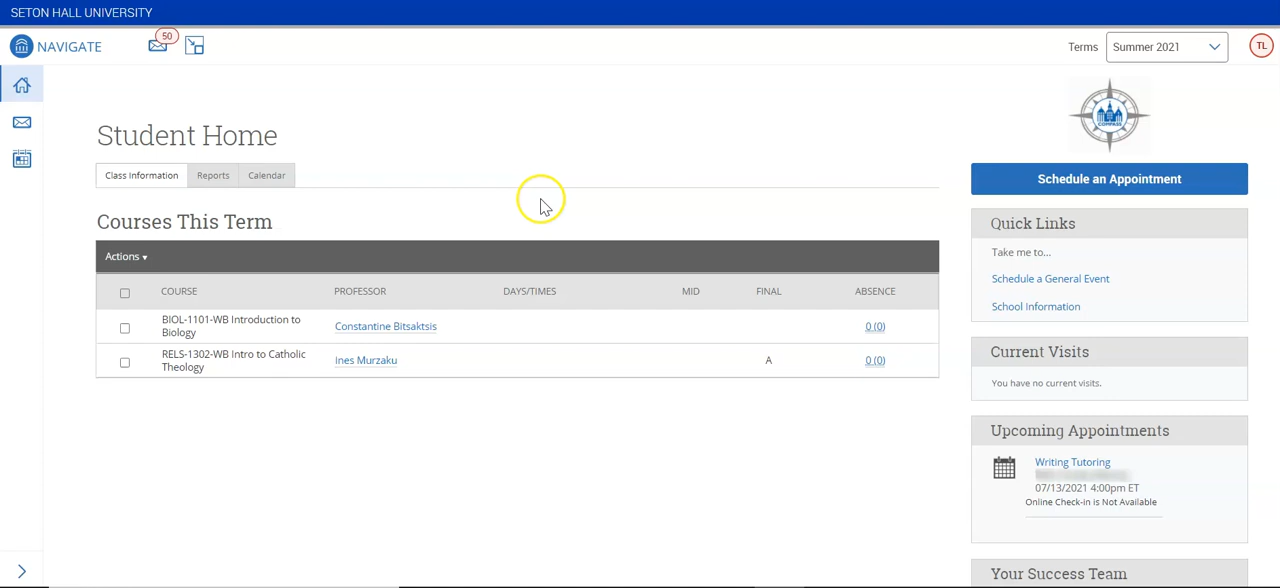 SETON HALL UNIVERSITY
NAVIGATE
50
Terms
Summer 2021
TL
Student Home
COMPASS
Class Information
Reports
Calendar
Schedule an Appointment
Courses This Term
Quick Links
Actions
Take me to...
Schedule a General Event
School Information
COURSE PROFESSOR DAYS/TIMES MID FINAL ABSENCE
BIOL-1101-WB Introduction to
Biology
Constantine Bitsaktsis
0 (0)
RELS-1302-WB Intro to Catholic
Theology
Ines Murzaku
A
0 (0)
Current Visits
You have no current visits.
Upcoming Appointments
Writing Tutoring
07/13/2021 4:00pm ET
Online Check-in is Not Available
Your Success Team